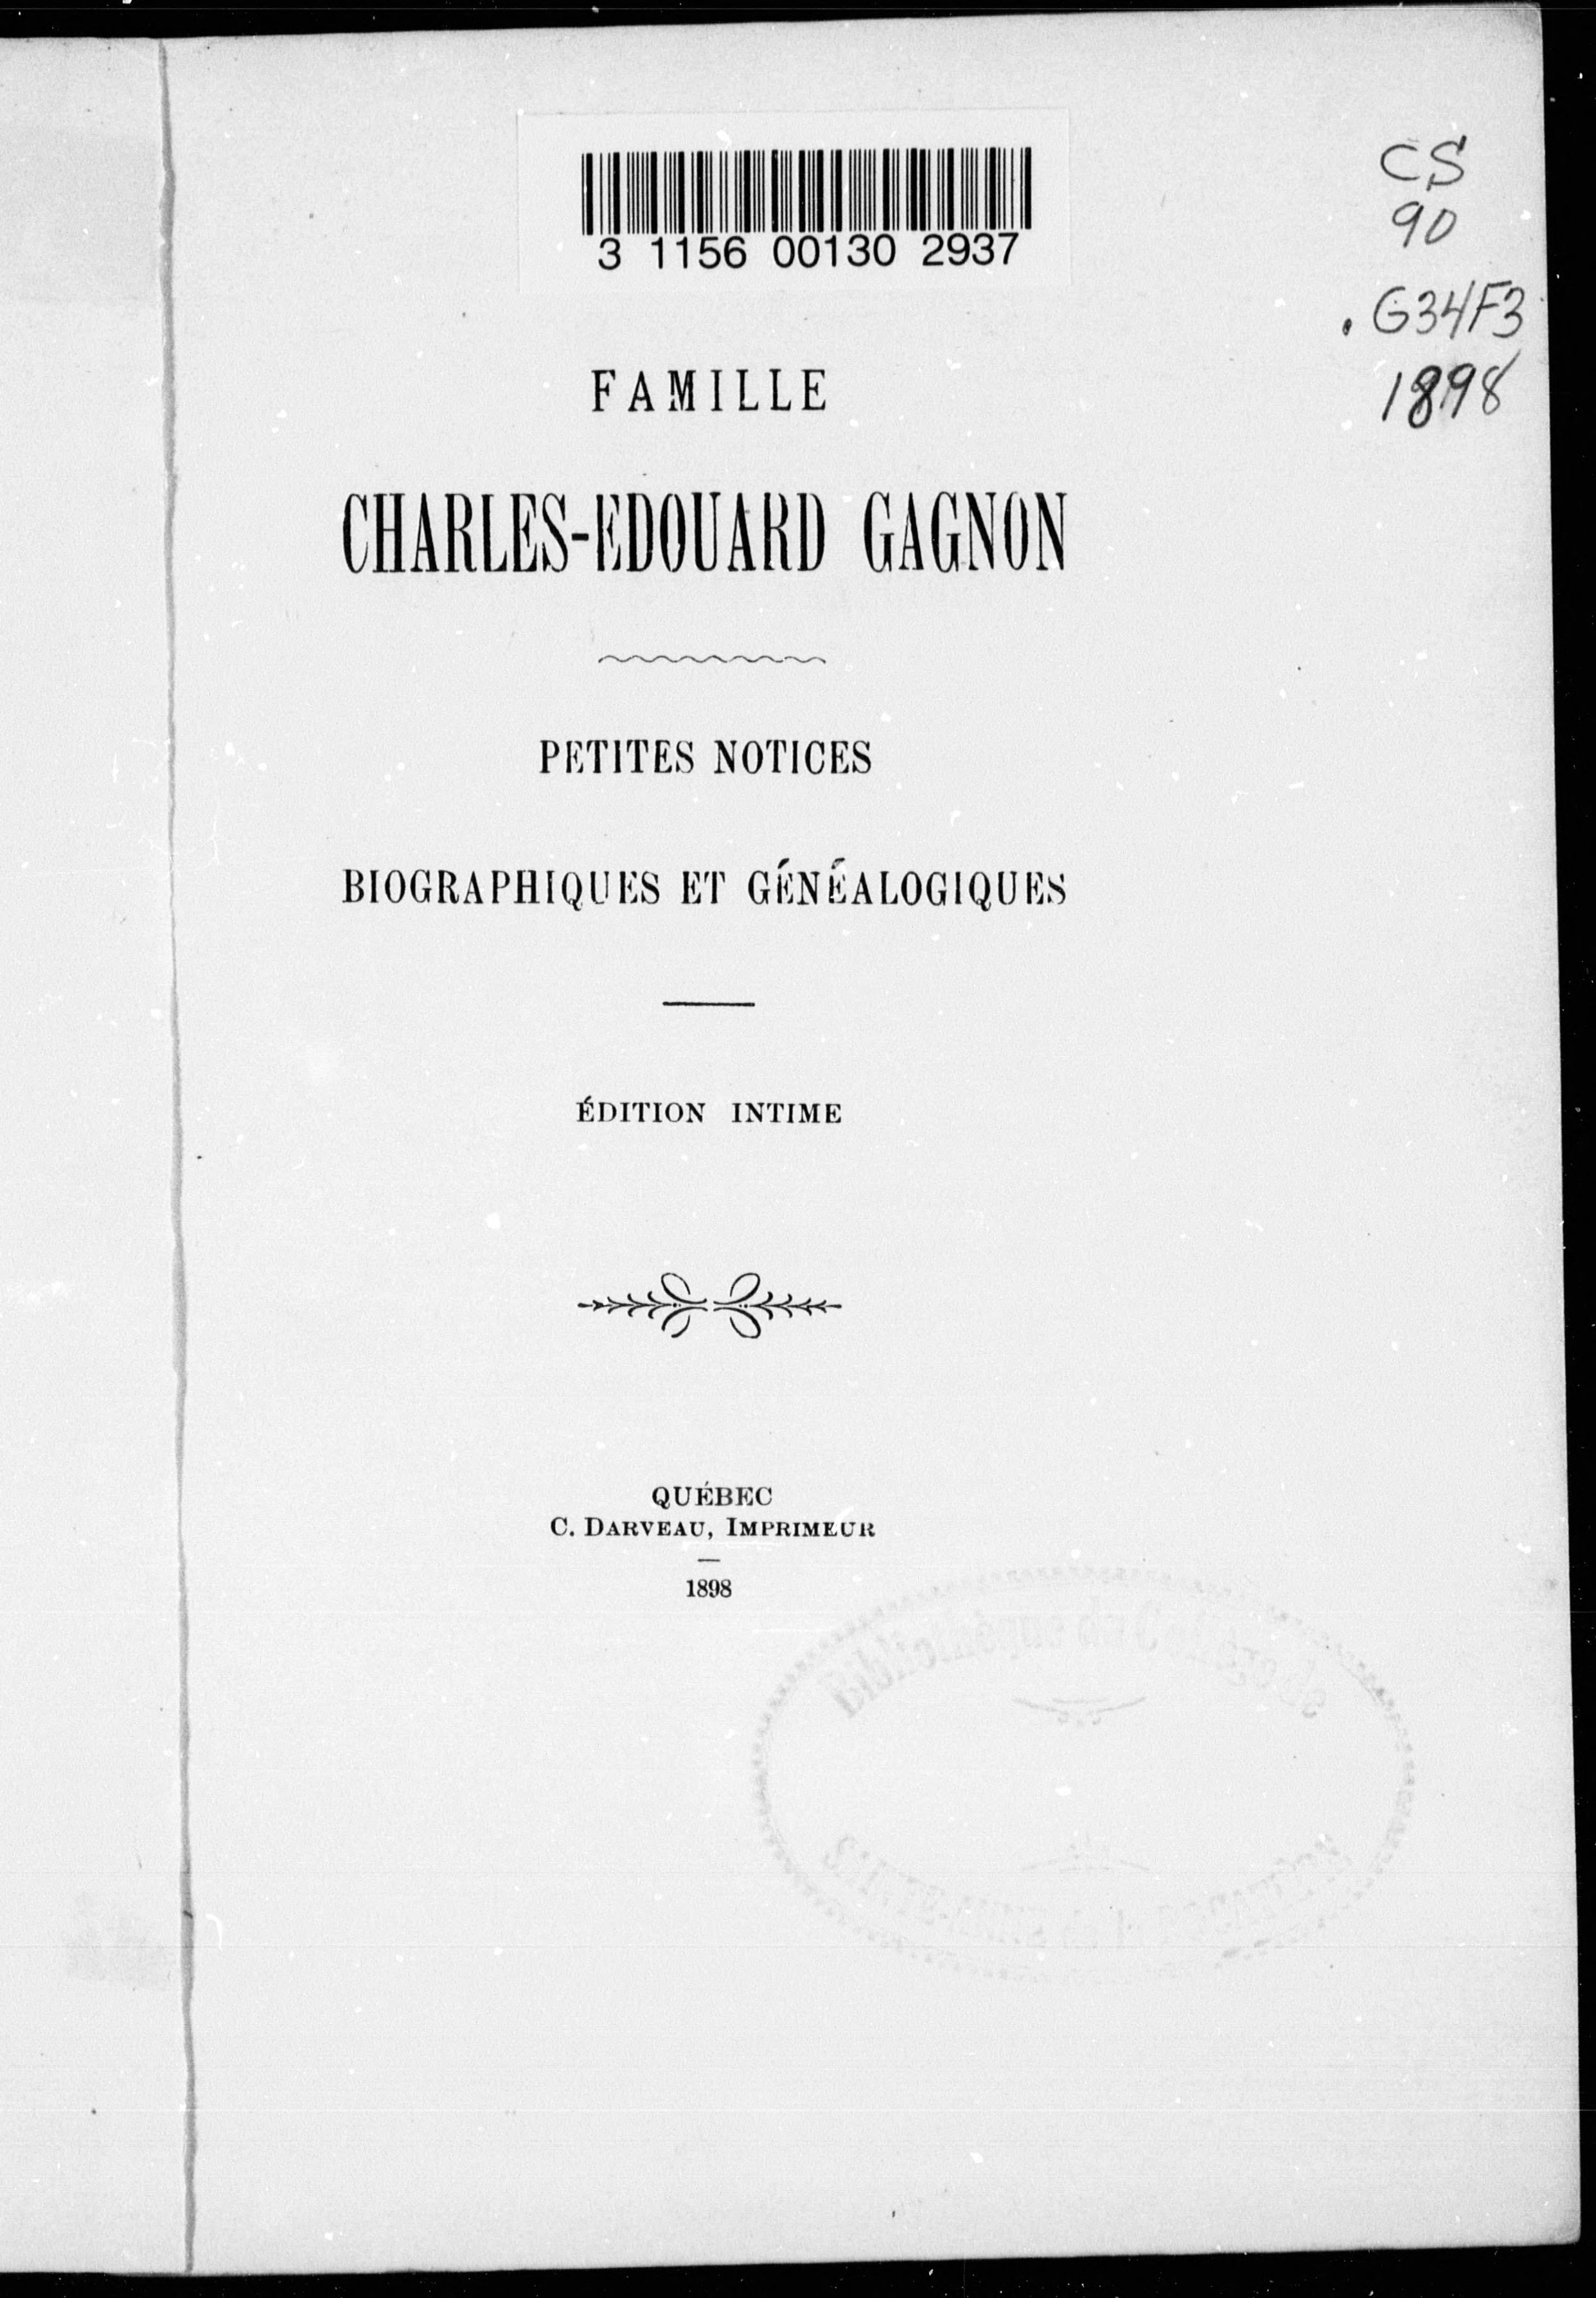 3 1156 00130 2937
CS
90
.G34F3
1898
FAMILLE
CHARLES-EDOUARD GAGNON
PETITES NOTICES
BIOGRAPHIQUES ET GÉNÉALOGIQUES
ÉDITION INTIME
QUÉBEC
C. DARVEAU, IMPRIMEUR
1898